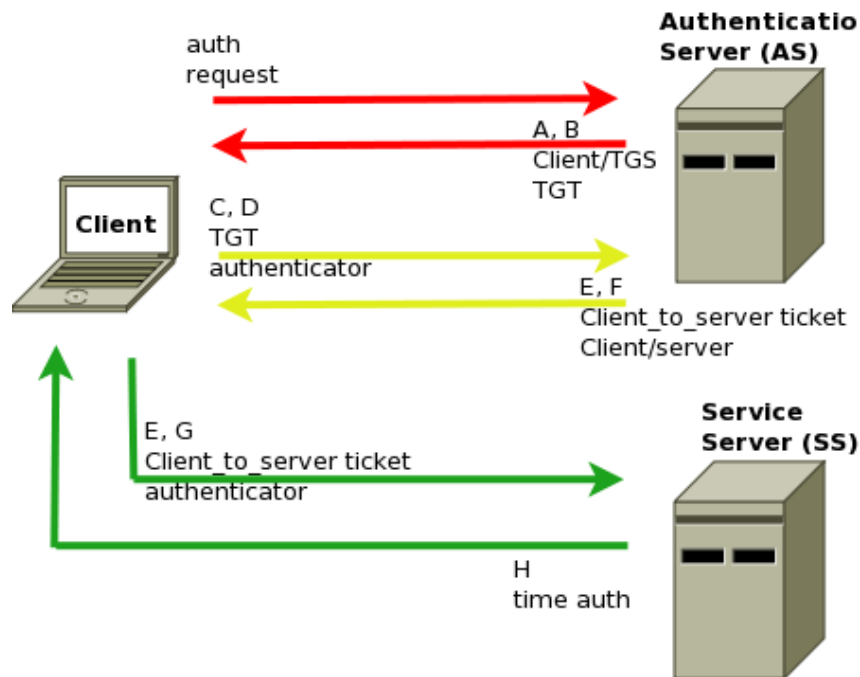 Authenticatio
Server (AS)
auth
request
A, B
Client/TGS
TGT
Client
C, D
TGT
authenticator
E, F
Client_to_server ticket
Client/server
Service
Server (SS)
E, G
Client_to_server ticket
authenticator
H
time auth